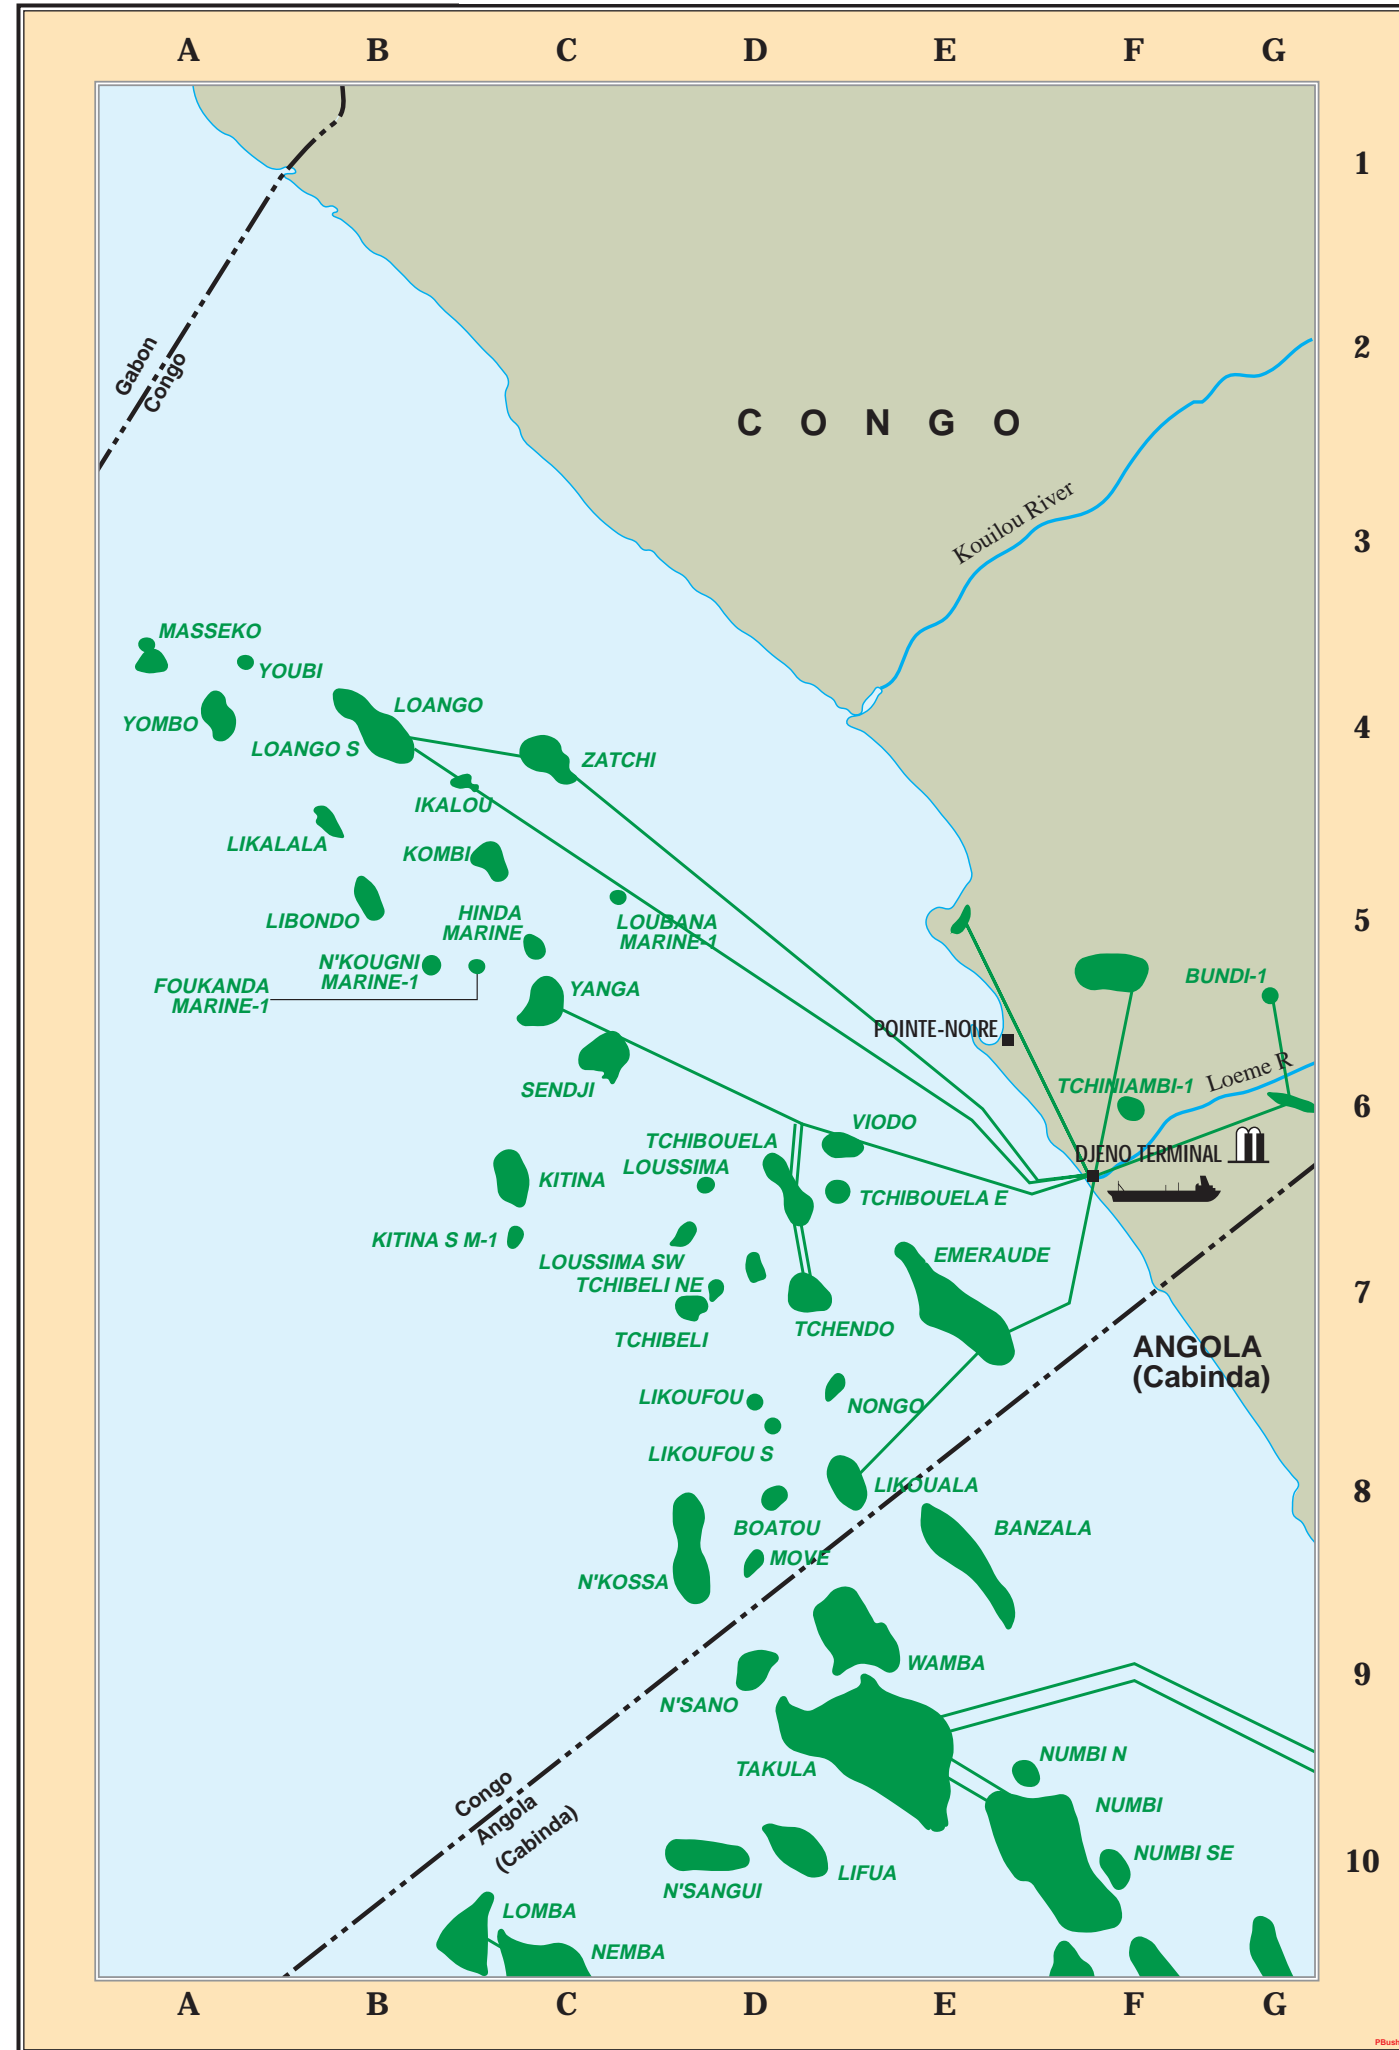 A B C D E F G
1
Gabon
Congo
2
C O N G O
Kouilou River
3
MASSEKO
YOUBI
LOANGO
YOMBO
4
LOANGO S
ZATCHI
IKALOU
LIKALALA
KOMBI
HINDA
MARINE
LIBONDO
LOUBANA
MARINE-1
5
N'KOUGNI
MARINE-1
FOUKANDA
MARINE-1
YANGA
BUNDI-1
POINTE-NOIRE
SENDJI
TCHINIAMBI-1
Loeme R
6
VIODO
TCHIBOUELA
DJENO TERMINAL
LOUSSIMA
KITINA
TCHIBOUELA E
KITINA S M-1
LOUSSIMA SW
EMERAUDE
TCHIBELI NE
7
TCHENDO
TCHIBELI
ANGOLA
(Cabinda)
LIKOUFOU
NONGO
LIKOUFOU S
LIKOUALA
8
BOATOU
BANZALA
MOVE
N'KOSSA
WAMBA
9
N'SANO
NUMBI N
TAKULA
Congo
Angola
(Cabinda)
NUMBI
NUMBI SE
10
LIFUA
N'SANGUI
LOMBA
NEMBA
A B C D E F G
PBush